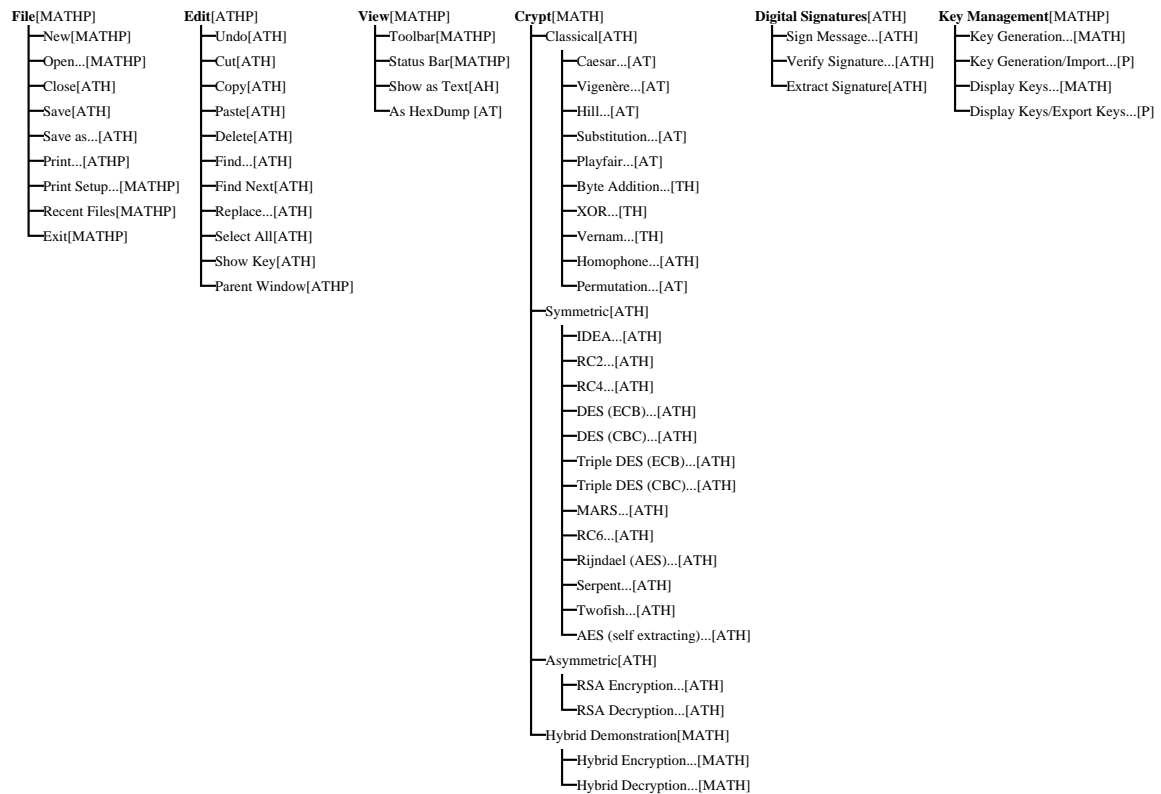 File[MATHP]
New[MATHP]
Open...[MATHP]
Close[ATH]
Save[ATH]
Save as...[ATH]
Print...[ATHP]
Print Setup...[MATHP]
Recent Files[MATHP]
Exit[MATHP]
Edit[ATHP]
Undo[ATH]
Cut[ATH]
Copy[ATH]
Paste[ATH]
Delete[ATH]
Find...[ATH]
Find Next[ATH]
Replace...[ATH]
Select All[ATH]
Show Key[ATH]
Parent Window[ATHP]
View[MATHP]
Toolbar[MATHP]
Status Bar[MATHP]
Show as Text[AH]
As HexDump [AT]
Crypt[MATH]
Classical[ATH]
Caesar...[AT]
Vigenère...[AT]
Hill...[AT]
Substitution...[AT]
Playfair...[AT]
Byte Addition...[TH]
XOR...[TH]
Vernam...[TH]
Homophone...[ATH]
Permutation...[AT]
Symmetric[ATH]
IDEA...[ATH]
RC2...[ATH]
RC4...[ATH]
DES (ECB)...[ATH]
DES (CBC)...[ATH]
Triple DES (ECB)...[ATH]
Triple DES (CBC)...[ATH]
MARS...[ATH]
RC6...[ATH]
Rijndael (AES)...[ATH]
Serpent...[ATH]
Twofish...[ATH]
AES (self extracting)...[ATH]
Asymmetric[ATH]
RSA Encryption...[ATH]
RSA Decryption...[ATH]
Hybrid Demonstration[MATH]
Hybrid Encryption...[MATH]
Hybrid Decryption...[MATH]
Digital Signatures[ATH]
Sign Message...[ATH]
Verify Signature...[ATH]
Extract Signature[ATH]
Key Management[MATHP]
Key Generation...[MATH]
Key Generation/Import...[P]
Display Keys...[MATH]
Display Keys/Export Keys...[P]